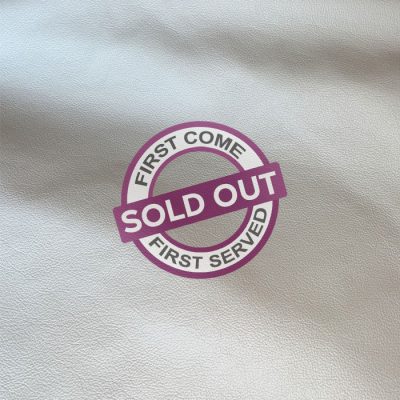 FIRST COME
SOLD OUT
FIRST SERVED